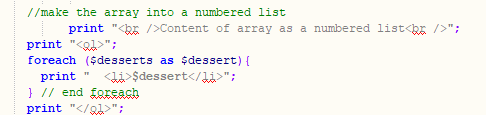 //make the array into a numbered list
print "<br />Content of array as a numbered list<br />";
print "<ol>";
foreach ($desserts as $dessert){
print "  <li>$dessert</li>";
} // end foreach
print "</ol>";